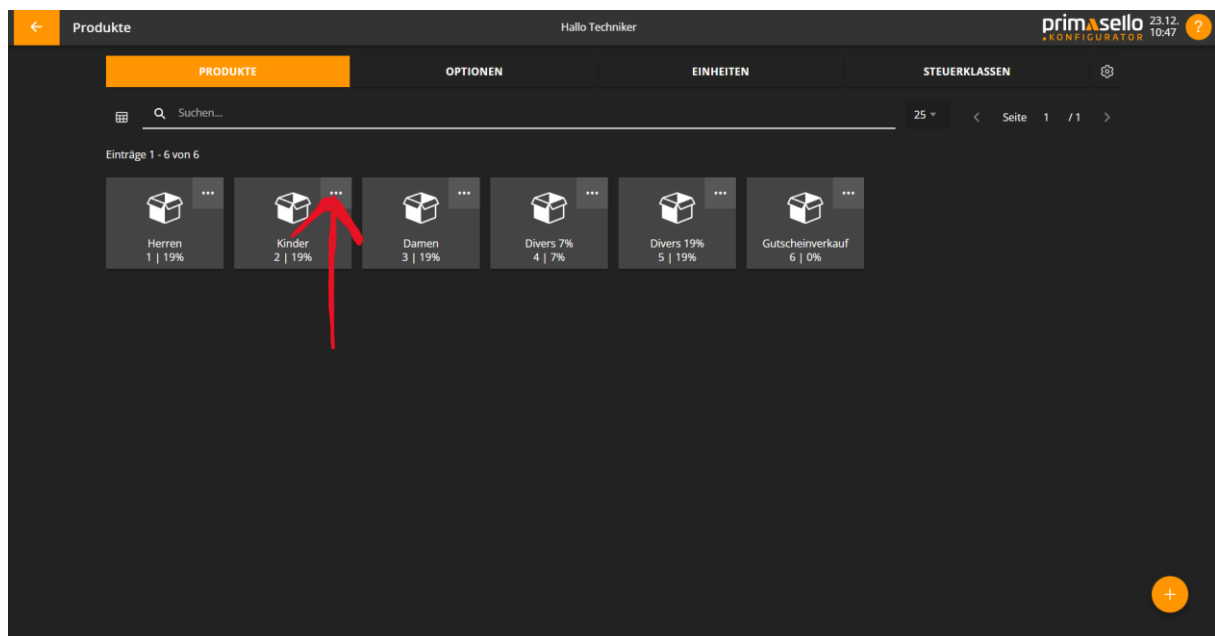 Produkte
Hallo Techniker
primasello
.KONFIGURATOR
23.12.
10:47
?
PRODUKTE
OPTIONEN
EINHEITEN
STEUERKLASSEN
Suchen...
25
Seite 1 / 1
Einträge 1 - 6 von 6
Herren
1 | 19%
Kinder
2 | 19%
Damen
3 | 19%
Divers 7%
4 | 7%
Divers 19%
5 | 19%
Gutscheinverkauf
6 | 0%